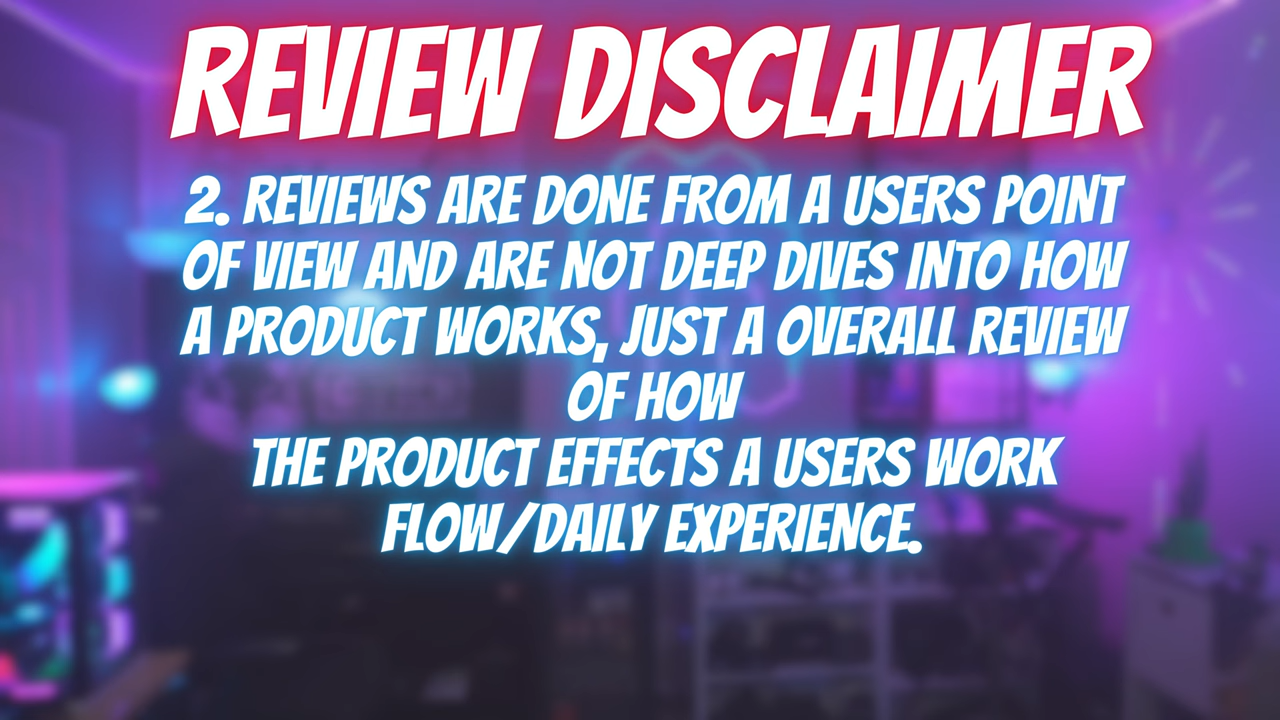 REVIEW DISCLAIMER
2. REVIEWS ARE DONE FROM A USERS POINT
OF VIEW AND ARE NOT DEEP DIVES INTO HOW
A PRODUCT WORKS, JUST A OVERALL REVIEW
OF HOW
THE PRODUCT EFFECTS A USERS WORK
FLOW/DAILY EXPERIENCE.